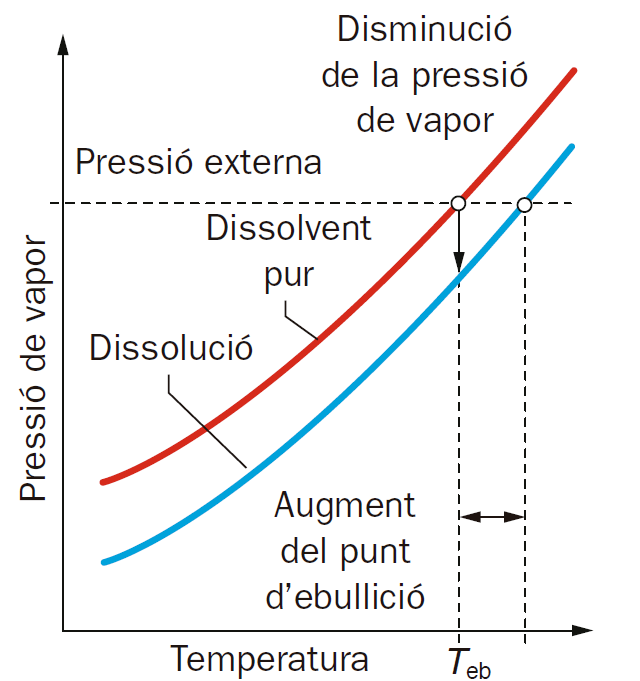 Disminució
de la pressió
de vapor
Pressió externa
Dissolvent
pur
Dissolució
Pressió de vapor
Augment
del punt
d'ebullició
Temperatura
Teb